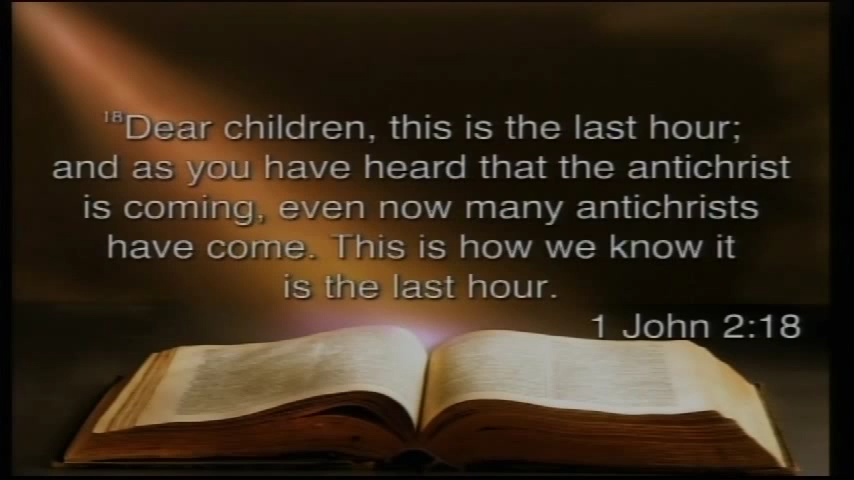 18Dear children, this is the last hour;
and as you have heard that the antichrist
is coming, even now many antichrists
have come. This is how we know it
is the last hour.
1 John 2:18